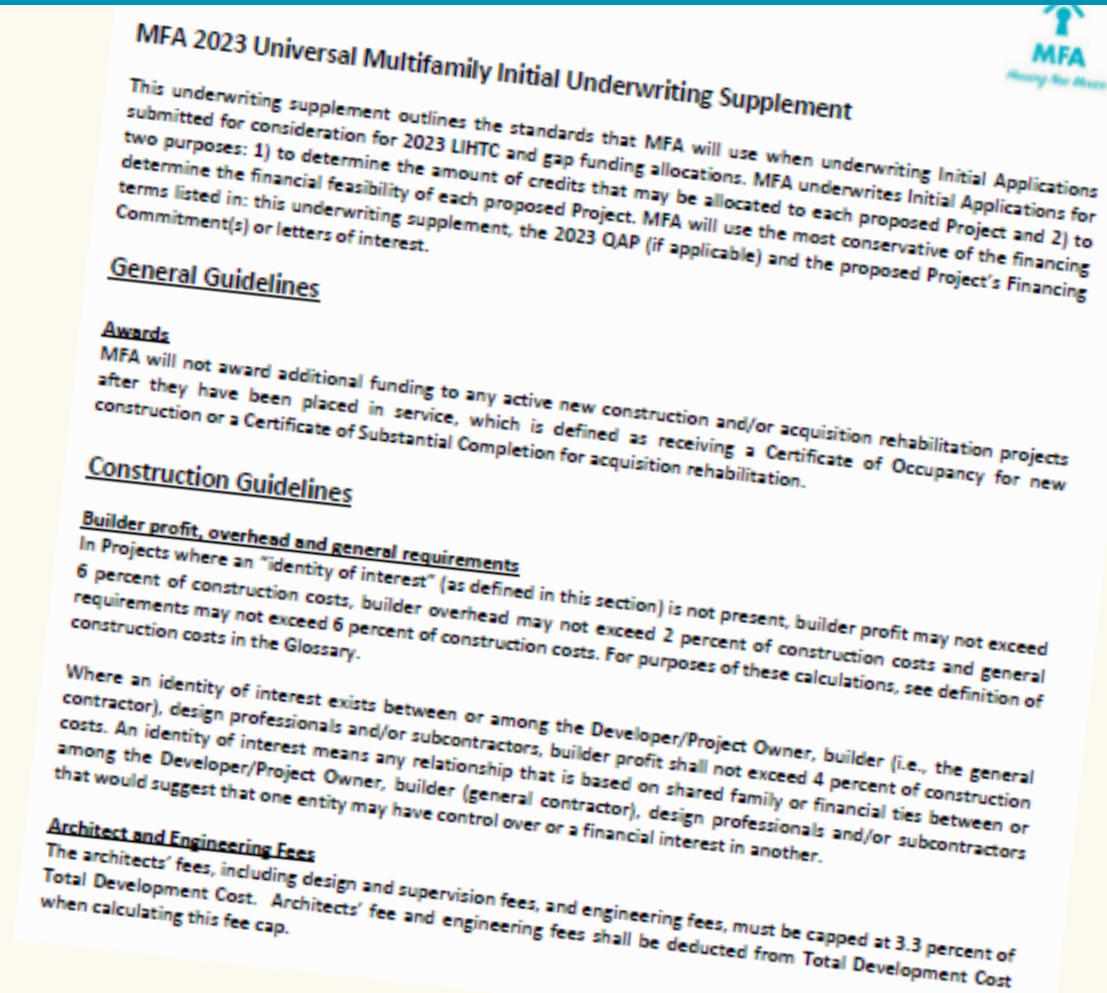 MFA
Housing New Mexico
MFA 2023 Universal Multifamily Initial Underwriting Supplement
This underwriting supplement outlines the standards that MFA will use when underwriting Initial Applications
submitted for consideration for 2023 LIHTC and gap funding allocations. MFA underwrites Initial Applications for
two purposes: 1) to determine the amount of credits that may be allocated to each proposed Project and 2) to
determine the financial feasibility of each proposed Project. MFA will use the most conservative of the financing
terms listed in: this underwriting supplement, the 2023 QAP (if applicable) and the proposed Project's Financing
Commitment(s) or letters of interest.
General Guidelines
Awards
MFA will not award additional funding to any active new construction and/or acquisition rehabilitation projects
after they have been placed in service, which is defined as receiving a Certificate of Occupancy for new
construction or a Certificate of Substantial Completion for acquisition rehabilitation.
Construction Guidelines
Builder profit, overhead and general requirements
In Projects where an "identity of interest" (as defined in this section) is not present, builder profit may not exceed
6 percent of construction costs, builder overhead may not exceed 2 percent of construction costs and general
requirements may not exceed 6 percent of construction costs. For purposes of these calculations, see definition of
construction costs in the Glossary.
Where an identity of interest exists between or among the Developer/Project Owner, builder (i.e., the general
contractor), design professionals and/or subcontractors, builder profit shall not exceed 4 percent of construction
costs. An identity of interest means any relationship that is based on shared family or financial ties between or
among the Developer/Project Owner, builder (general contractor), design professionals and/or subcontractors
that would suggest that one entity may have control over or a financial interest in another.
Architect and Engineering Fees
The architects' fees, including design and supervision fees, and engineering fees, must be capped at 3.3 percent of
Total Development Cost. Architects' fee and engineering fees shall be deducted from Total Development Cost
when calculating this fee cap.